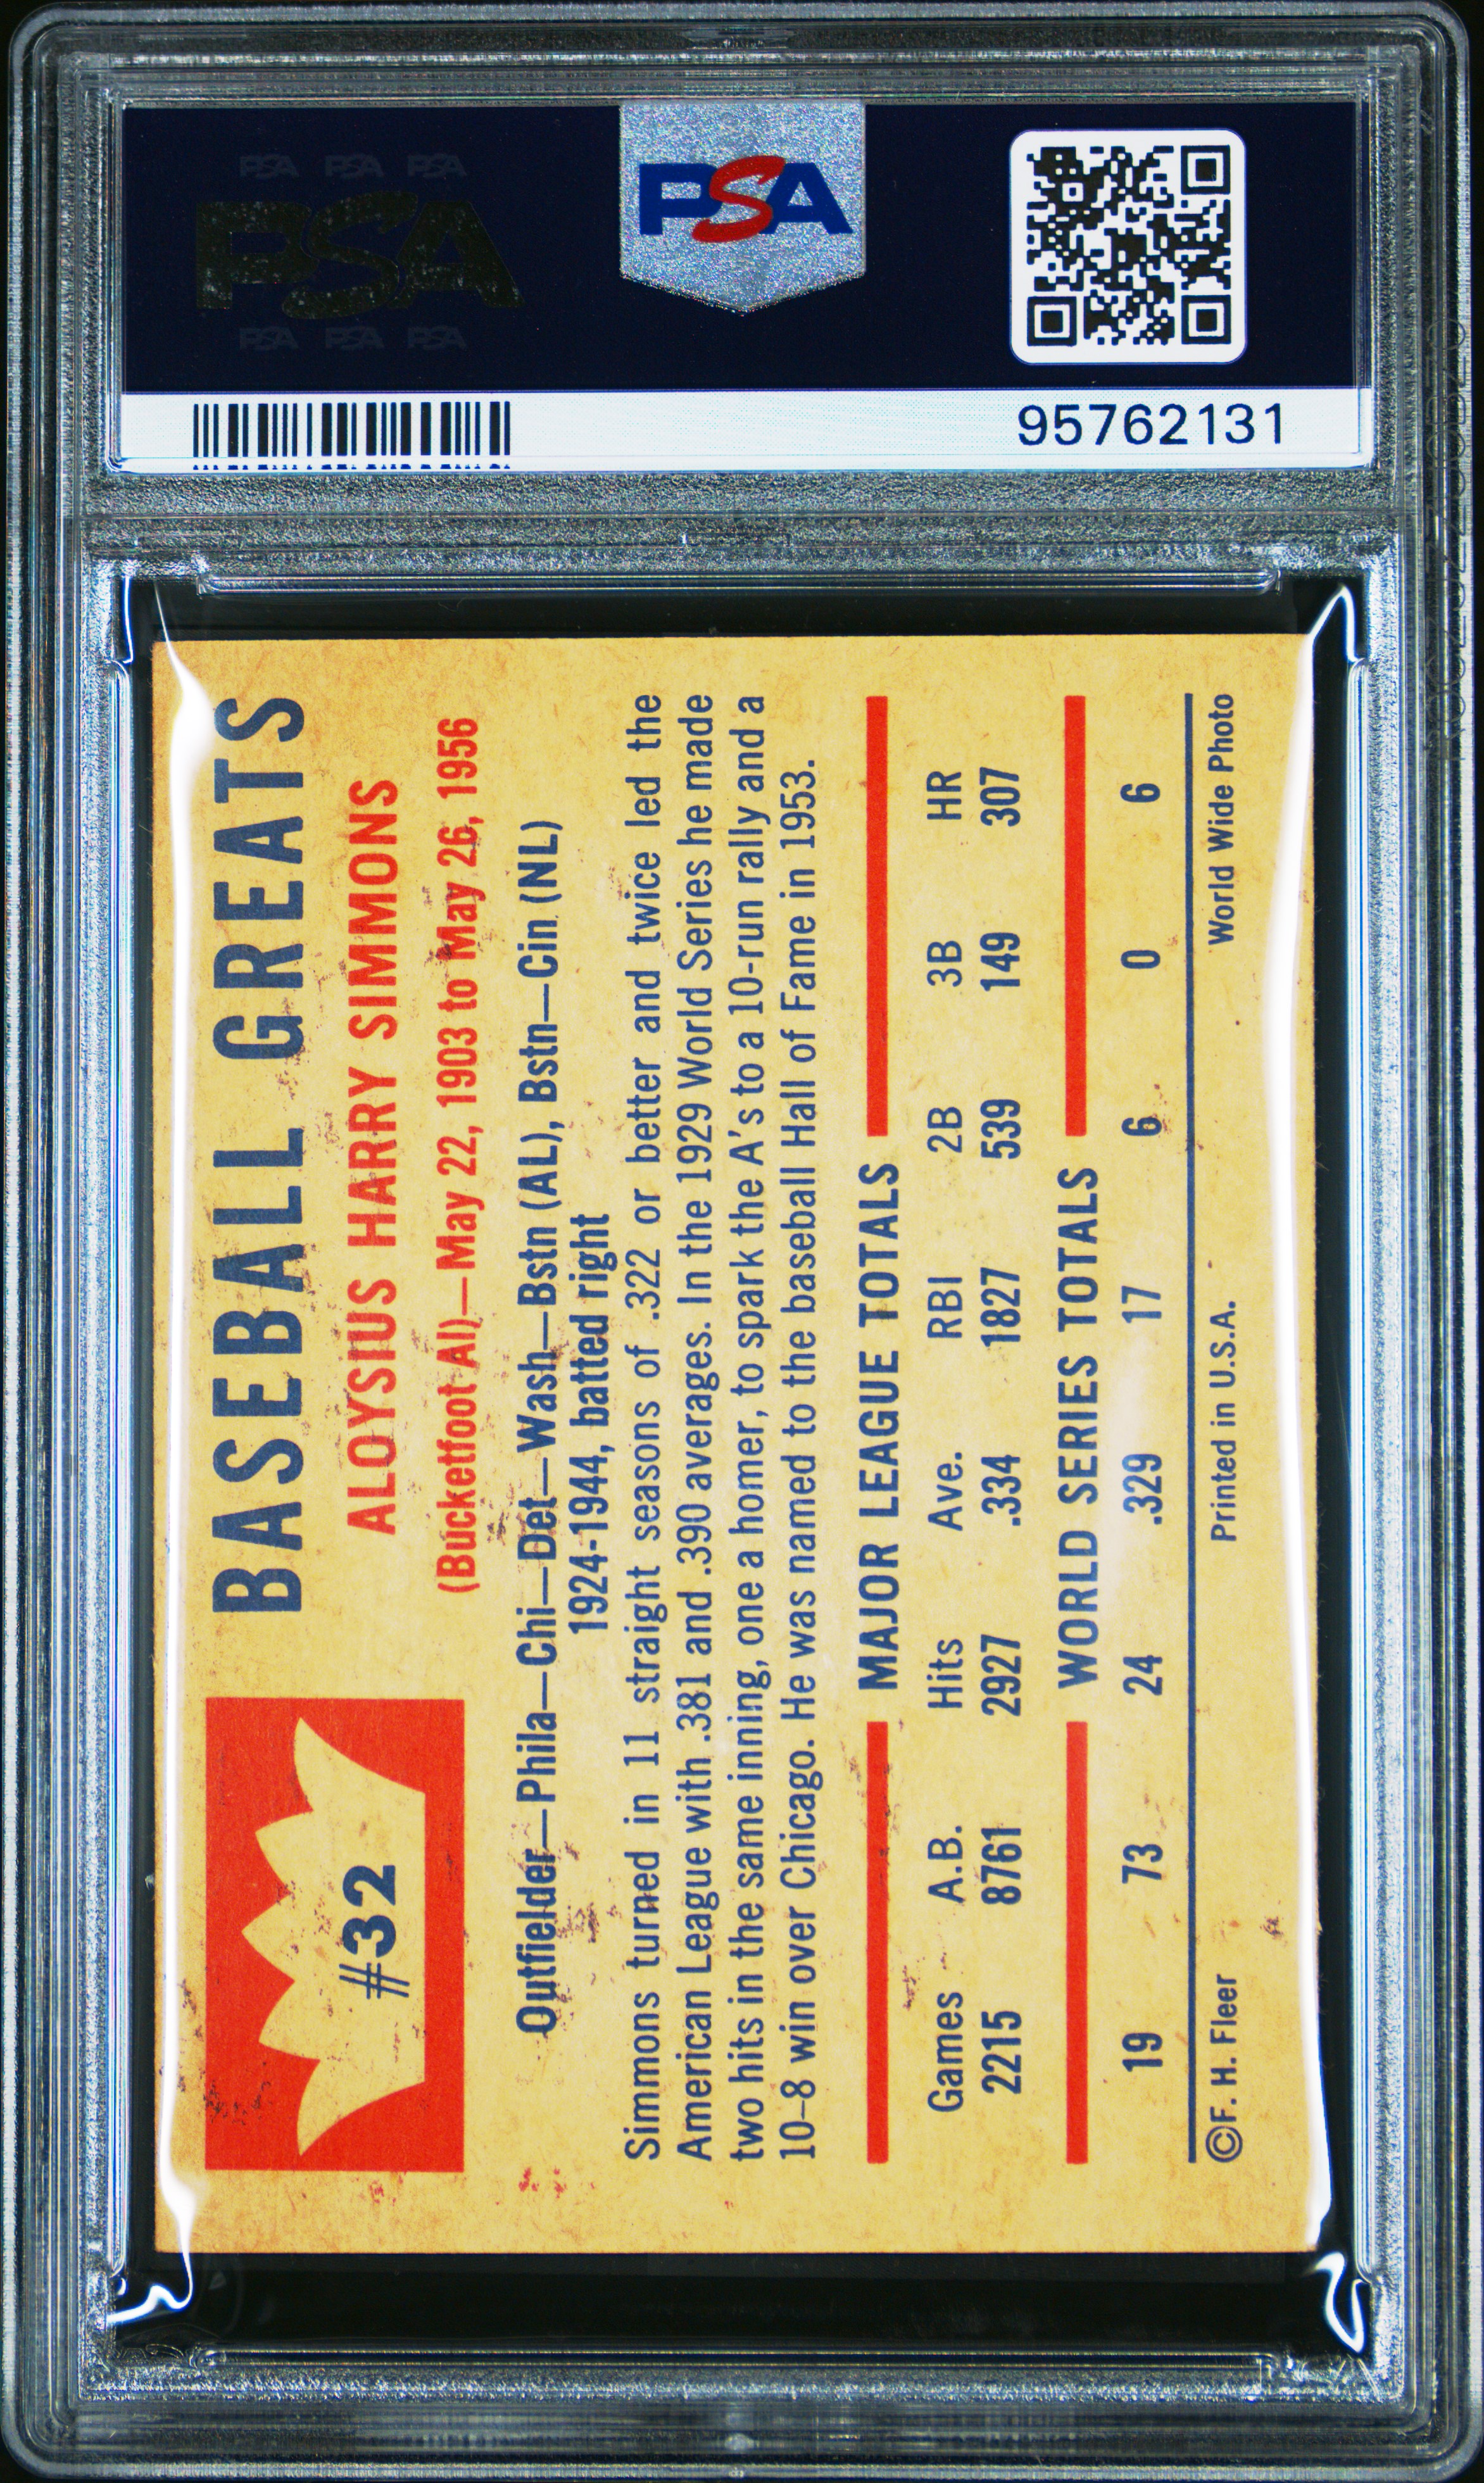 PSA PSA PSA
PSA
PSA PSA PSA
PSA
95762131
BASEBALL GREATS
#32
ALOYSIUS HARRY SIMMONS
(Bucketfoot Al)—May 22, 1903 to May 26, 1956
Outfielder—Phila—Chi—Det—Wash—Bstn (AL), Bstn—Cin (NL)
1924-1944, batted right
Simmons turned in 11 straight seasons of .322 or better and twice led the
American League with .381 and .390 averages. In the 1929 World Series he made
two hits in the same inning, one a homer, to spark the A's to a 10-run rally and a
10-8 win over Chicago. He was named to the baseball Hall of Fame in 1953.
MAJOR LEAGUE TOTALS
Games A.B. Hits Ave. RBI 2B 3B HR
2215 8761 2927 .334 1827 539 149 307
WORLD SERIES TOTALS
19 73 24 .329 17 6 0 6
©F. H. Fleer Printed in U.S.A. World Wide Photo